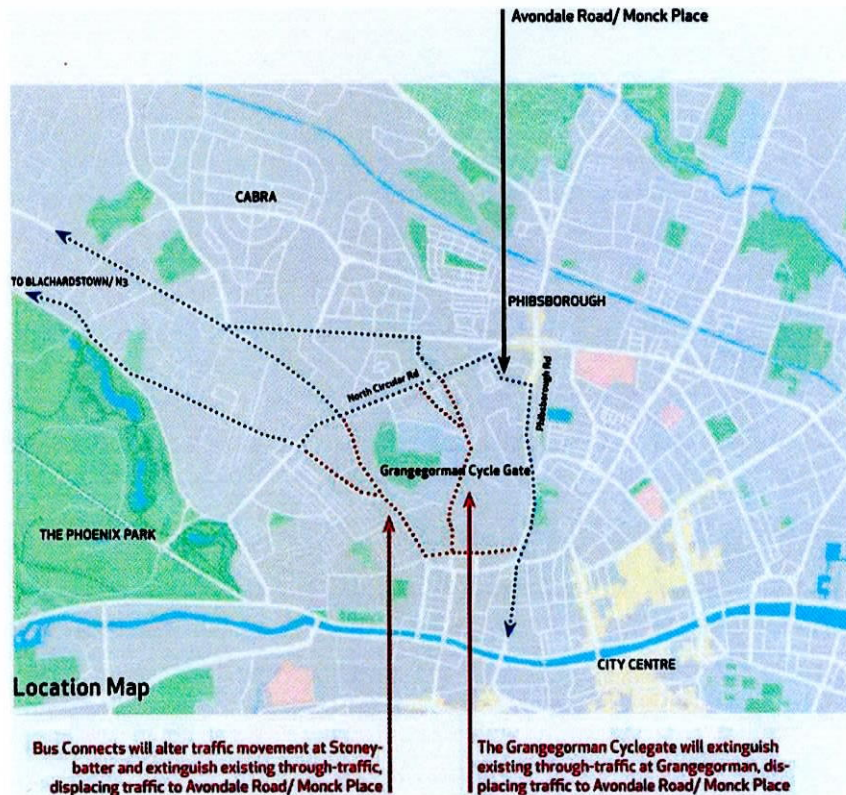 Avondale Road/ Monck Place
CABRA
TO BLACHARDSTOWN/ N3
PHIBSBOROUGH
North Circular Rd
Phibsborough Rd
Grangegorman Cycle Gate
THE PHOENIX PARK
CITY CENTRE
Location Map
Bus Connects will alter traffic movement at Stoney-
batter and extinguish existing through-traffic,
displacing traffic to Avondale Road/ Monck Place
The Grangegorman Cyclegate will extinguish
existing through-traffic at Grangegorman, dis-
placing traffic to Avondale Road/ Monck Place